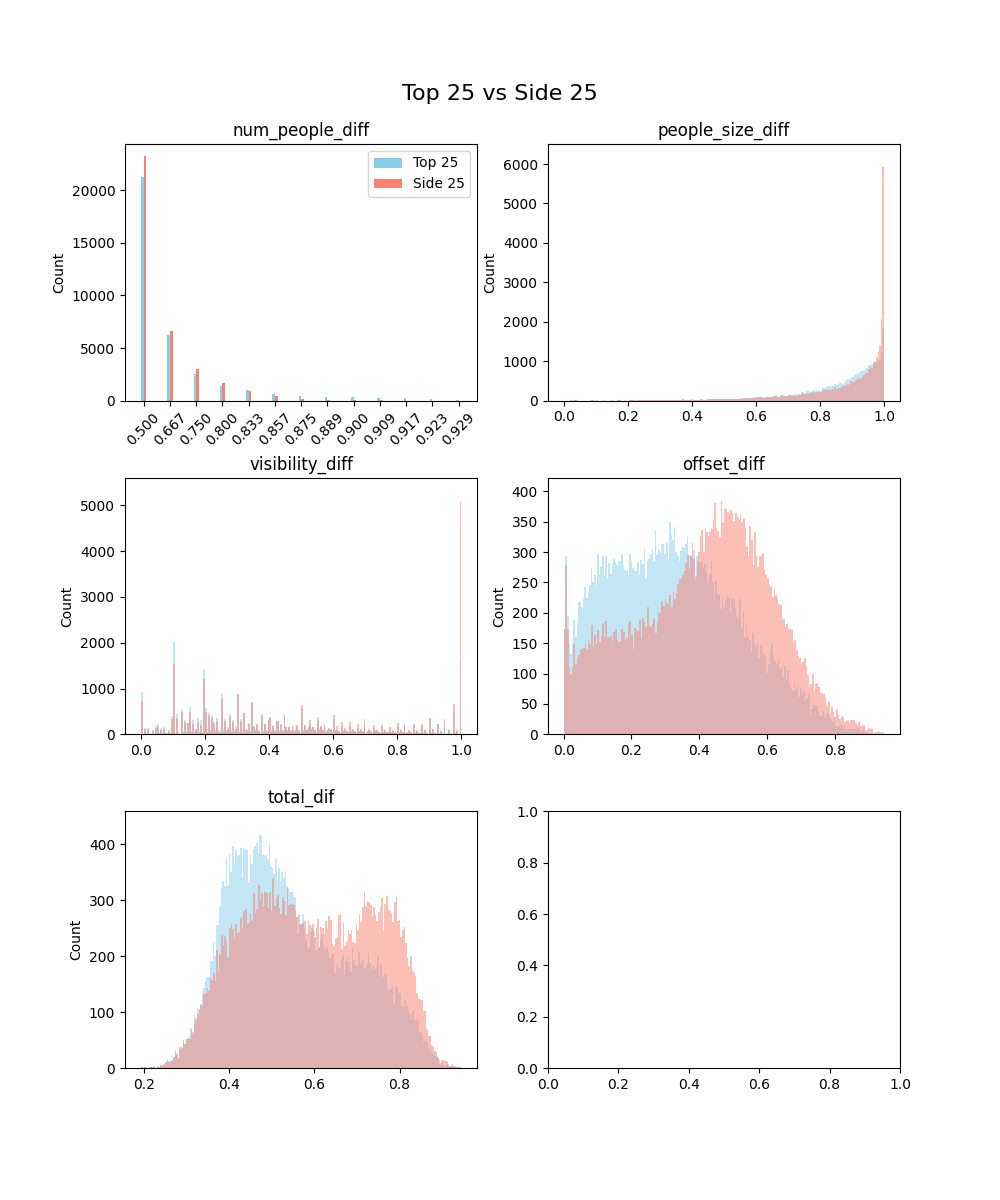 Top 25 vs Side 25
num_people_diff
Top 25
Side 25
Count
20000
15000
10000
5000
0
0.500 0.667 0.750 0.800 0.833 0.857 0.875 0.889 0.900 0.909 0.917 0.923 0.929
people_size_diff
Count
6000
5000
4000
3000
2000
1000
0
0.0 0.2 0.4 0.6 0.8 1.0
visibility_diff
Count
5000
4000
3000
2000
1000
0
0.0 0.2 0.4 0.6 0.8 1.0
offset_diff
Count
400
350
300
250
200
150
100
50
0
0.0 0.2 0.4 0.6 0.8
total_dif
Count
400
300
200
100
0
0.2 0.4 0.6 0.8
1.0
0.8
0.6
0.4
0.2
0.0
0.0 0.2 0.4 0.6 0.8 1.0